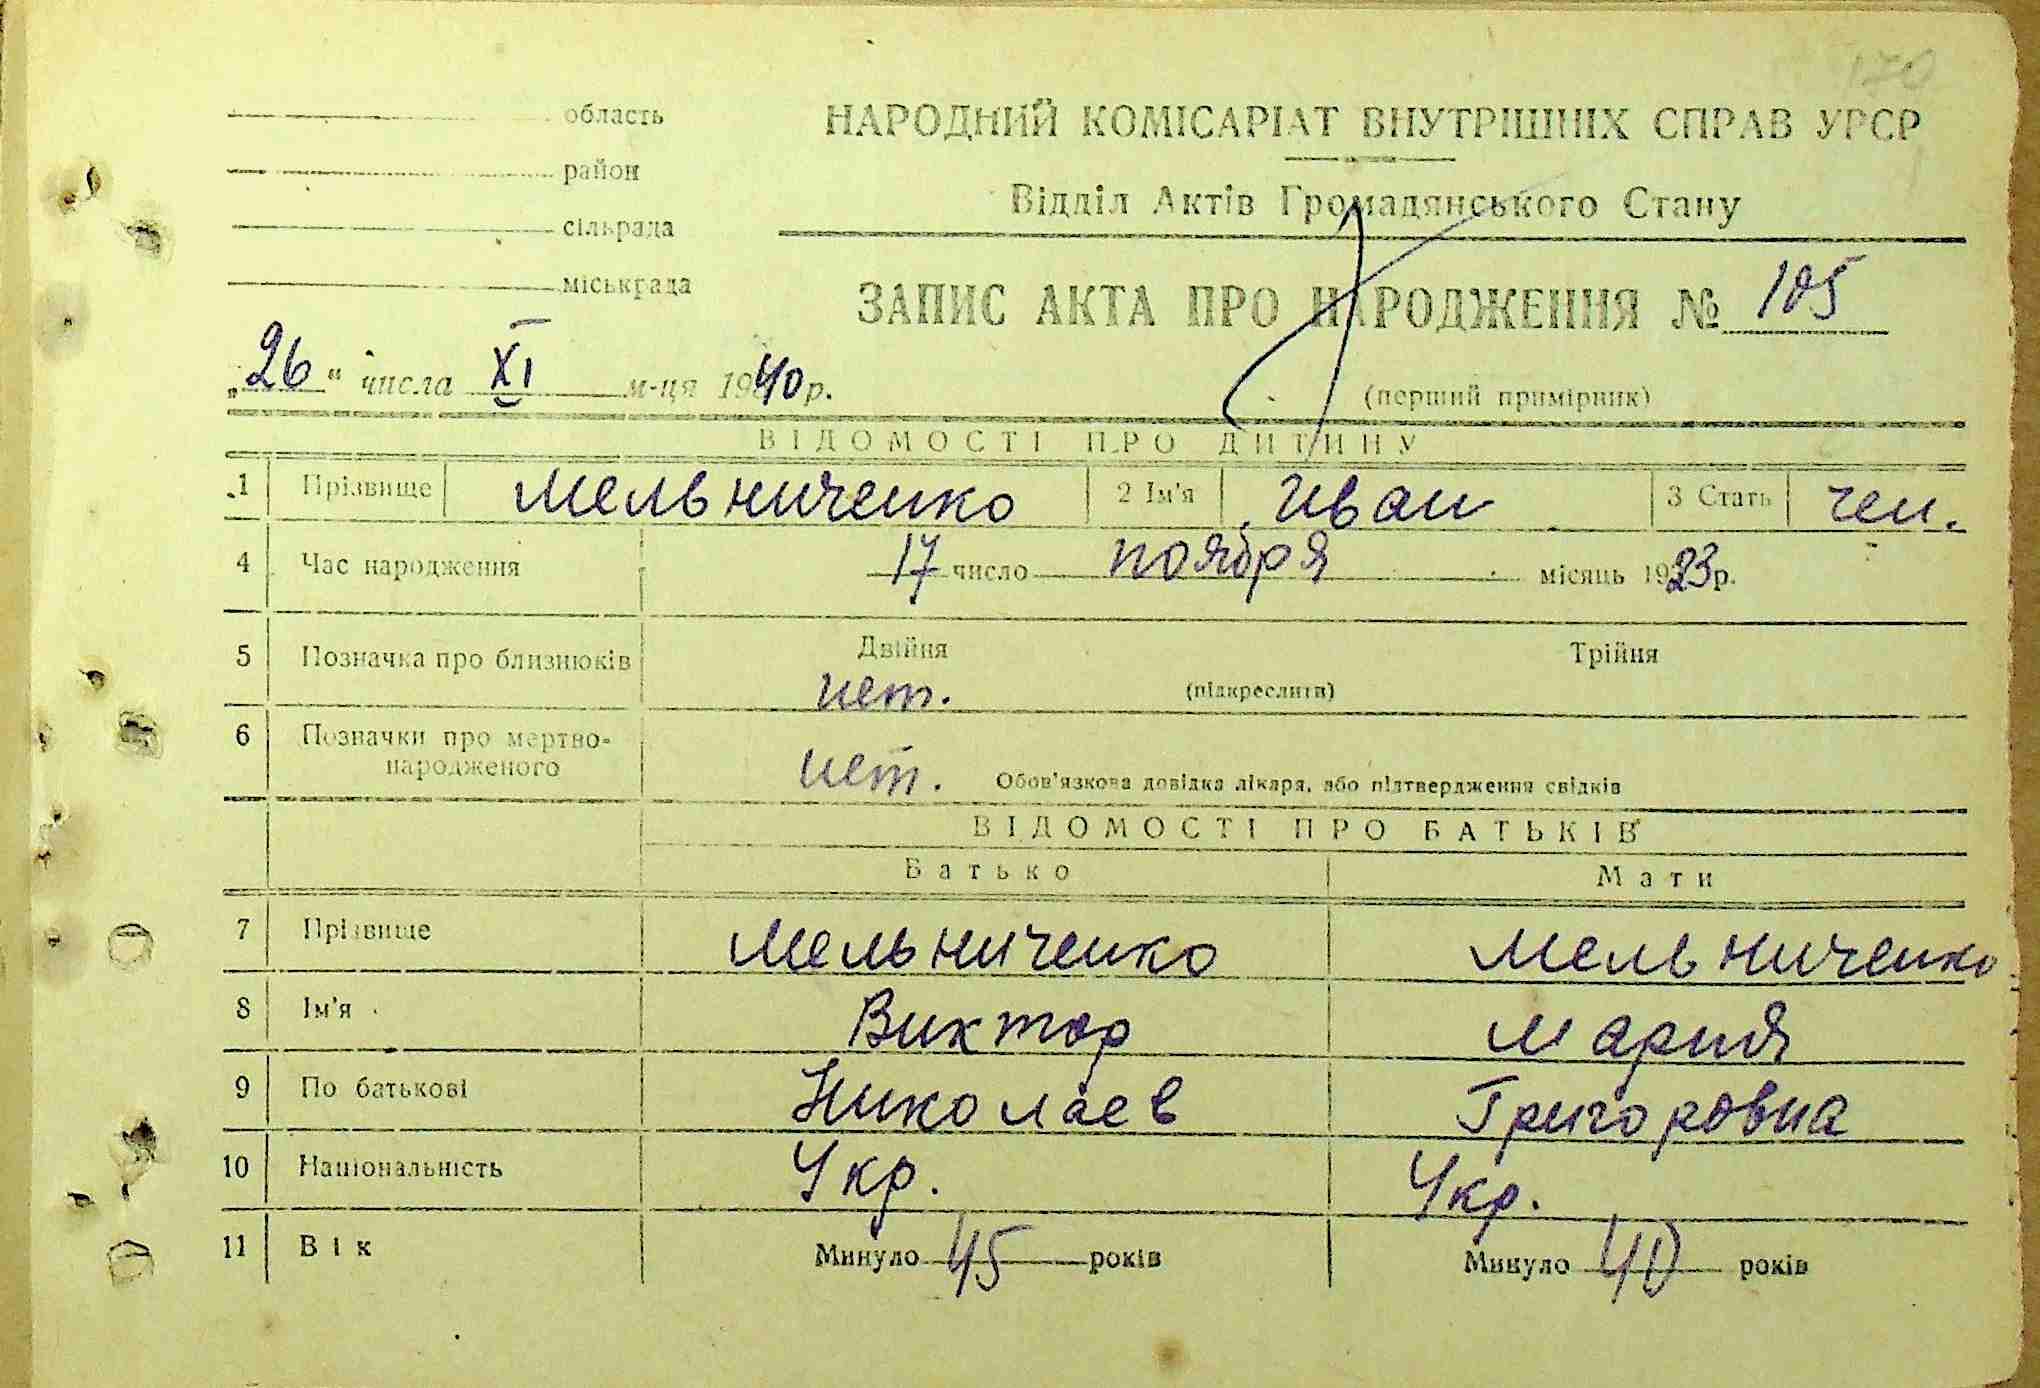 170
область
район
сільрада
міськрада
НАРОДНИЙ КОМІСАРІАТ ВНУТРІШНІХ СПРАВ УРСР
Відділ Актів Громадянського Стану
ЗАПИС АКТА ПРО НАРОДЖЕННЯ № 105
„26" числа XI м-ця 1940 р.
(перший примірник)
ВІДОМОСТІ ПРО ДИТИНУ
1 Прізвище Мельниченко 2 Ім'я Иван 3 Стать чел.
4 Час народження 17 число ноября місяць 1923 р.
5 Позначка про близнюків Двійня Трійня
нет. (підкреслити)
6 Позначки про мертво-
народженого нет. Обов'язкова довідка лікаря, або підтвердження свідків
ВІДОМОСТІ ПРО БАТЬКІВ
Батько Мати
7 Прізвище Мельниченко Мельниченко
8 Ім'я Виктор Мария
9 По батькові Николаев Григоровна
10 Національність Укр. Укр.
11 Вік Минуло 45 років Минуло 40 років